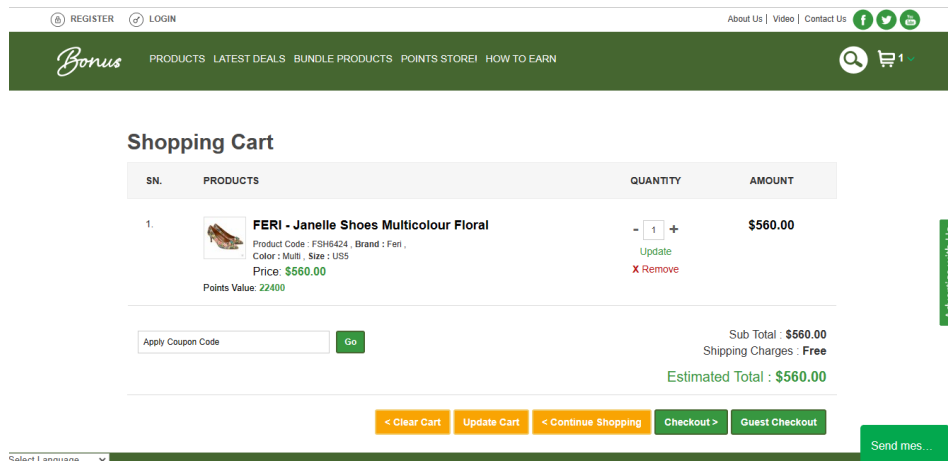 REGISTER LOGIN About Us | Video | Contact Us
Bonus PRODUCTS LATEST DEALS BUNDLE PRODUCTS POINTS STORE! HOW TO EARN 1
Shopping Cart
SN. PRODUCTS QUANTITY AMOUNT
1. FERI - Janelle Shoes Multicolour Floral - 1 + $560.00
Product Code : FSH6424 , Brand : Feri ,
Color : Multi , Size : US5
Update
Price: $560.00
X Remove
Points Value: 22400
Apply Coupon Code Go
Sub Total : $560.00
Shipping Charges : Free
Estimated Total : $560.00
< Clear Cart Update Cart < Continue Shopping Checkout > Guest Checkout
Send mes...
Select Language